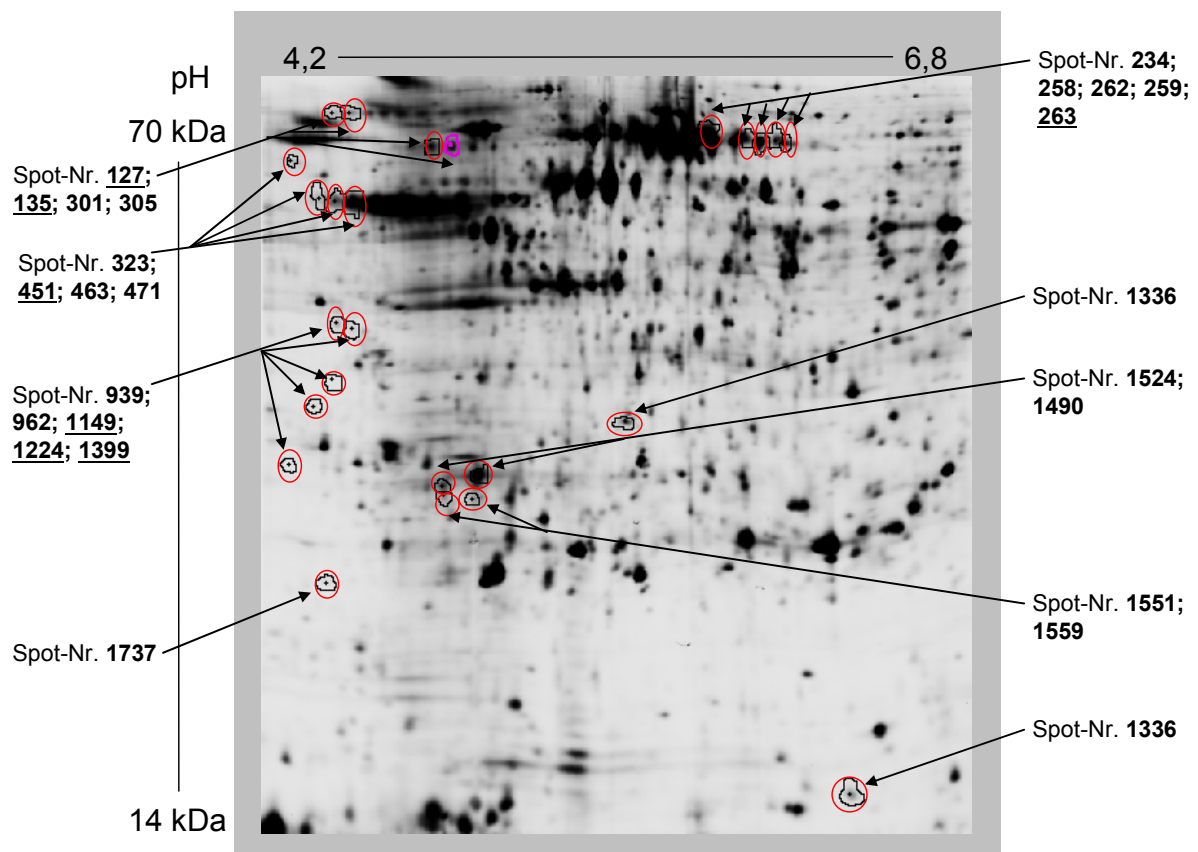 4,2
6,8
pH
70 kDa
Spot-Nr. 127;
135; 301; 305
Spot-Nr. 323;
451; 463; 471
Spot-Nr. 939;
962; 1149;
1224; 1399
Spot-Nr. 1737
14 kDa
Spot-Nr. 234;
258; 262; 259;
263
Spot-Nr. 1336
Spot-Nr. 1524;
1490
Spot-Nr. 1551;
1559
Spot-Nr. 1336